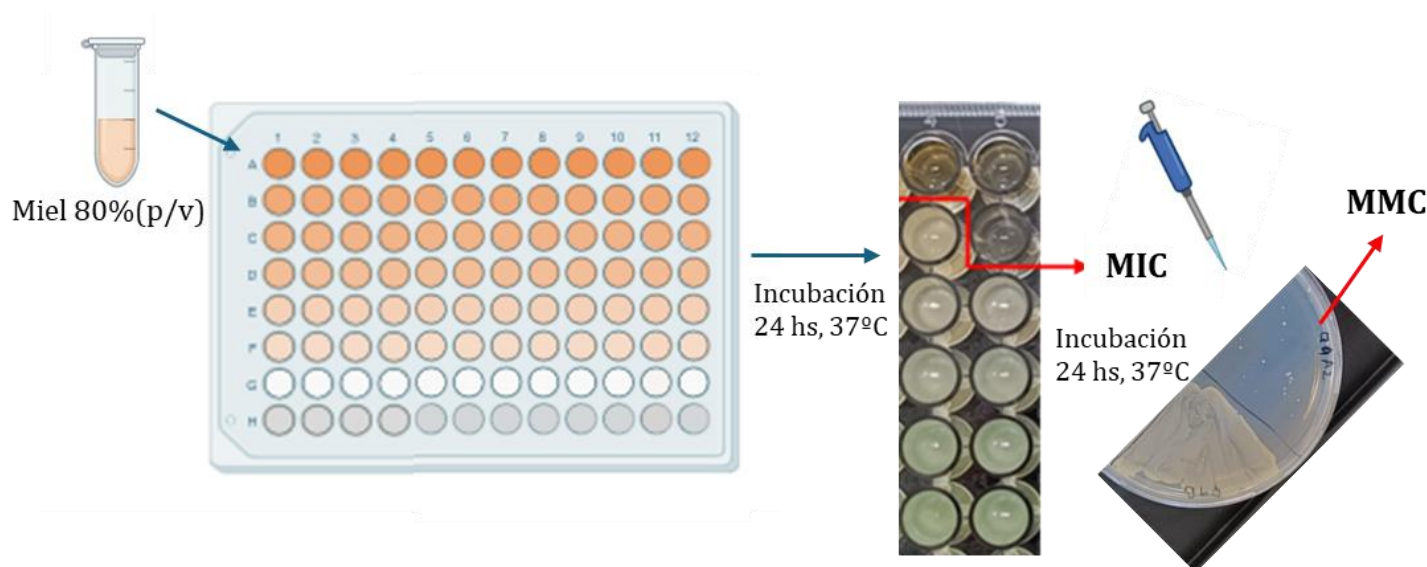 Miel 80%(p/v)
1 2 3 4 5 6 7 8 9 10 11 12
A
B
C
D
E
F
G
H
Incubación
24 hs, 37ºC
MIC
Incubación
24 hs, 37ºC
MMC